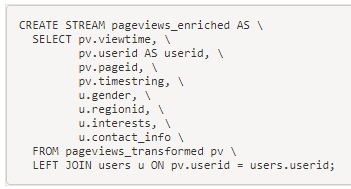 CREATE STREAM pageviews_enriched AS \
  SELECT pv.viewtime, \
         pv.userid AS userid, \
         pv.pageid, \
         pv.timestring, \
         u.gender, \
         u.regionid, \
         u.interests, \
         u.contact_info \
  FROM pageviews_transformed pv \
  LEFT JOIN users u ON pv.userid = users.userid;